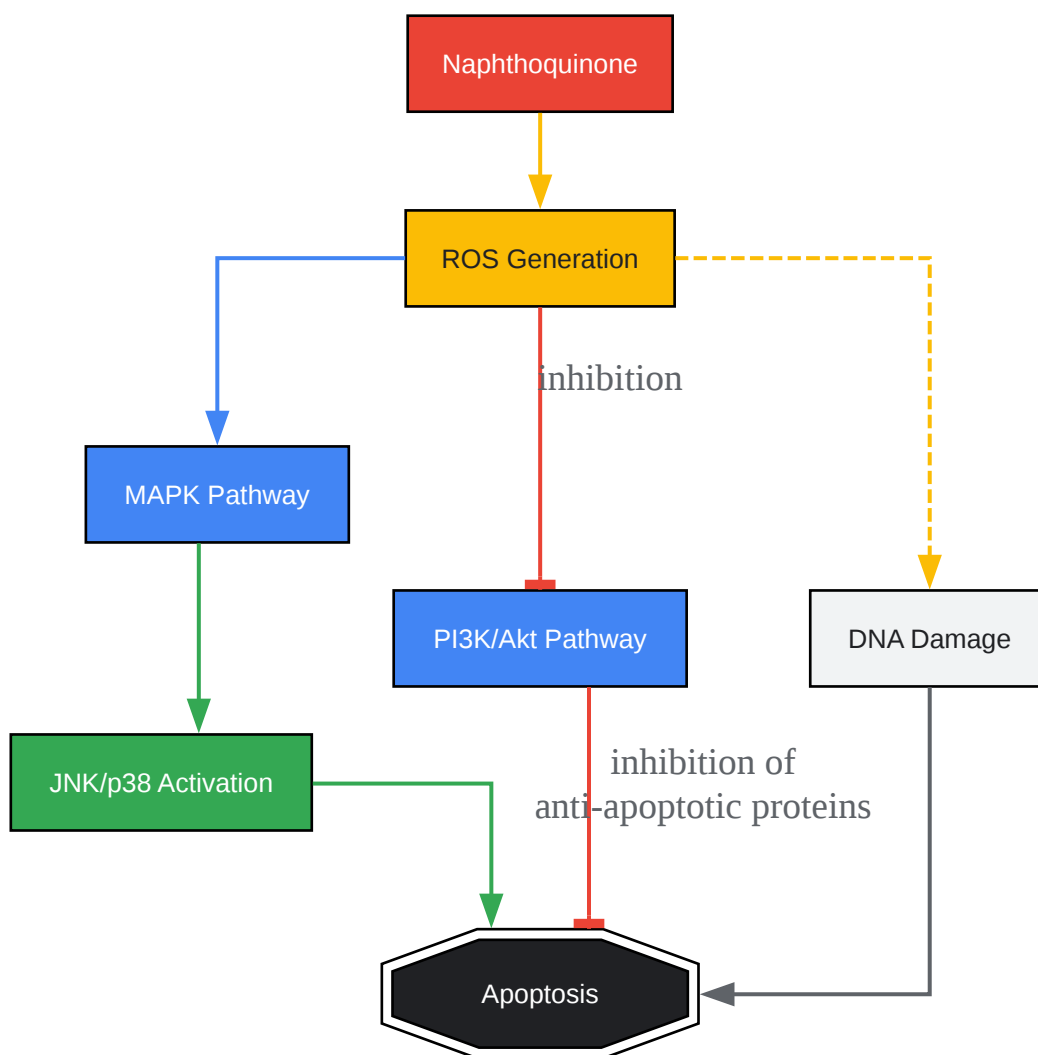 Naphthoquinone
ROS Generation
inhibition
MAPK Pathway
PI3K/Akt Pathway
DNA Damage
inhibition of
anti-apoptotic proteins
JNK/p38 Activation
Apoptosis